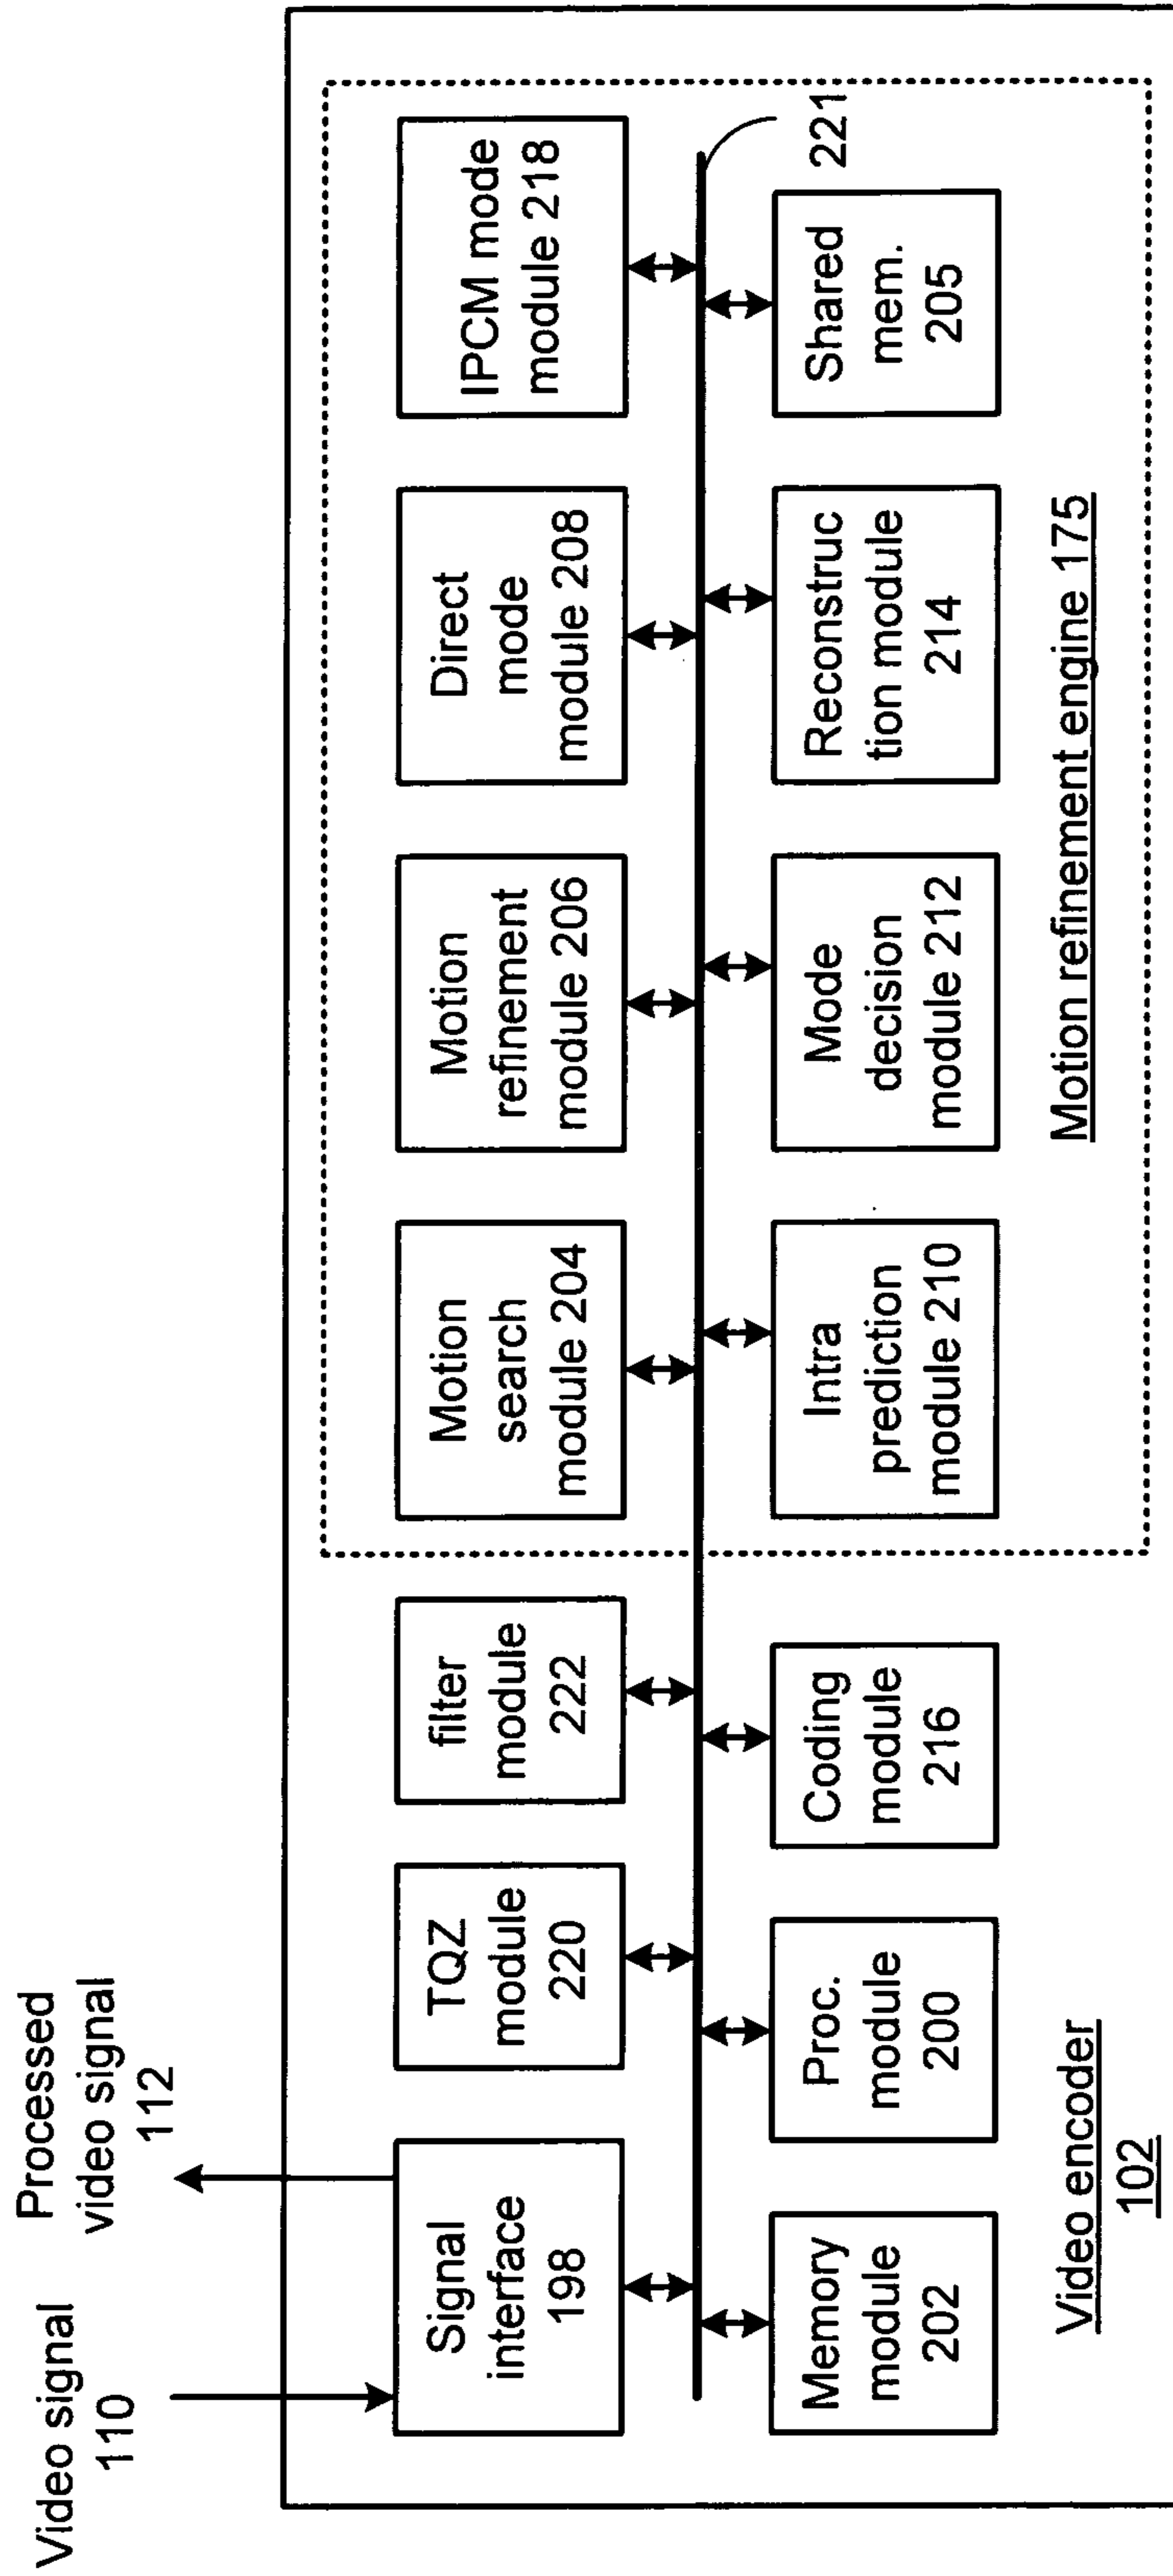 Video signal
110
Processed
video signal
112
Signal
interface
198
TQZ
module
220
filter
module
222
Motion
search
module 204
Motion
refinement
module 206
Direct
mode
module 208
IPCM mode
module 218
221
Memory
module
202
Proc.
module
200
Coding
module
216
Intra
prediction
module 210
Mode
decision
module 212
Reconstruc
tion module
214
Shared
mem.
205
Video encoder
102
Motion refinement engine 175